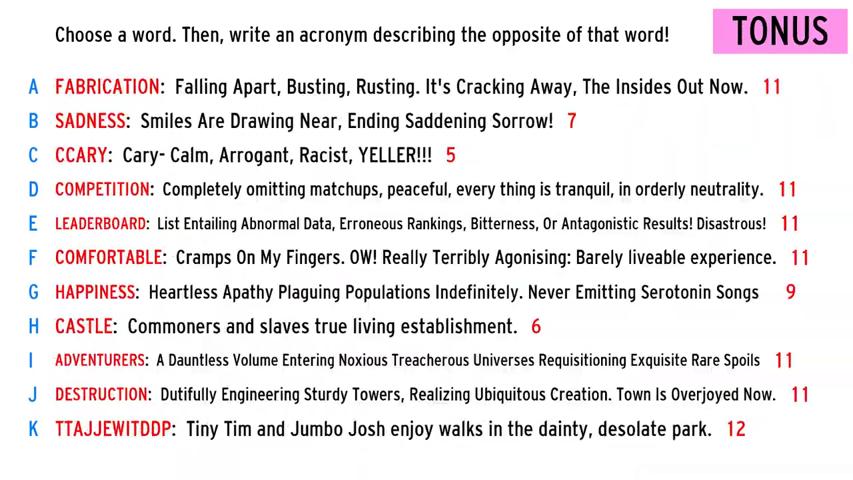 Choose a word. Then, write an acronym describing the opposite of that word!
TONUS
A FABRICATION: Falling Apart, Busting, Rusting. It's Cracking Away, The Insides Out Now. 11
B SADNESS: Smiles Are Drawing Near, Ending Saddening Sorrow! 7
C CCARY: Cary- Calm, Arrogant, Racist, YELLER!!! 5
D COMPETITION: Completely omitting matchups, peaceful, every thing is tranquil, in orderly neutrality. 11
E LEADERBOARD: List Entailing Abnormal Data, Erroneous Rankings, Bitterness, Or Antagonistic Results! Disastrous! 11
F COMFORTABLE: Cramps On My Fingers. OW! Really Terribly Agonising: Barely liveable experience. 11
G HAPPINESS: Heartless Apathy Plaguing Populations Indefinitely. Never Emitting Serotonin Songs 9
H CASTLE: Commoners and slaves true living establishment. 6
I ADVENTURERS: A Dauntless Volume Entering Noxious Treacherous Universes Requisitioning Exquisite Rare Spoils 11
J DESTRUCTION: Dutifully Engineering Sturdy Towers, Realizing Ubiquitous Creation. Town Is Overjoyed Now. 11
K TTAJJEWITDDP: Tiny Tim and Jumbo Josh enjoy walks in the dainty, desolate park. 12